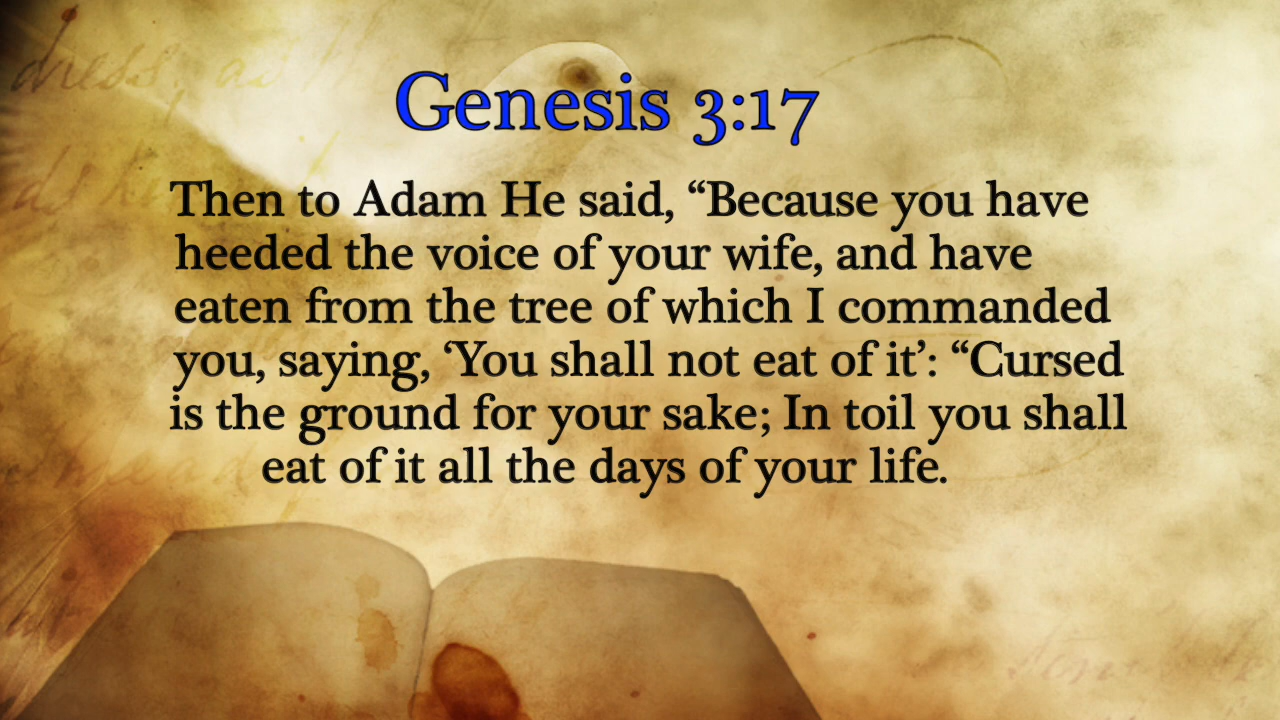 Genesis 3:17
Then to Adam He said, “Because you have
heeded the voice of your wife, and have
eaten from the tree of which I commanded
you, saying, ‘You shall not eat of it’: “Cursed
is the ground for your sake; In toil you shall
eat of it all the days of your life.